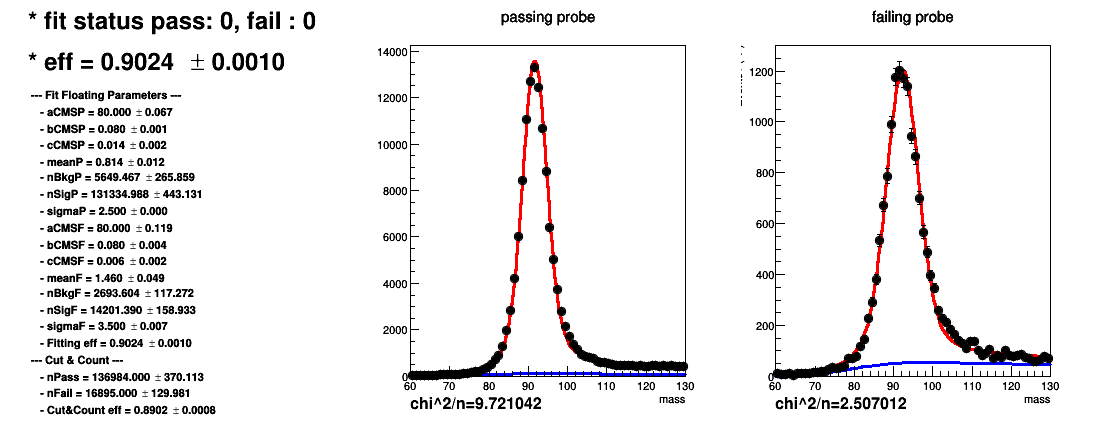 * fit status pass: 0, fail : 0
* eff = 0.9024 ± 0.0010
--- Fit Floating Parameters ---
- aCMSP = 80.000 ± 0.067
- bCMSP = 0.080 ± 0.001
- cCMSP = 0.014 ± 0.002
- meanP = 0.814 ± 0.012
- nBkgP = 5649.467 ± 265.859
- nSigP = 131334.988 ± 443.131
- sigmaP = 2.500 ± 0.000
- aCMSF = 80.000 ± 0.119
- bCMSF = 0.080 ± 0.004
- cCMSF = 0.006 ± 0.002
- meanF = 1.460 ± 0.049
- nBkgF = 2693.604 ± 117.272
- nSigF = 14201.390 ± 158.933
- sigmaF = 3.500 ± 0.007
- Fitting eff = 0.9024 ± 0.0010
--- Cut & Count ---
- nPass = 136984.000 ± 370.113
- nFail = 16895.000 ± 129.981
- Cut&Count eff = 0.8902 ± 0.0008
passing probe
14000
12000
10000
8000
6000
4000
2000
0
60 70 80 90 100 110 120 130
mass
chi^2/n=9.721042
failing probe
1200
1000
800
600
400
200
0
60 70 80 90 100 110 120 130
mass
chi^2/n=2.507012